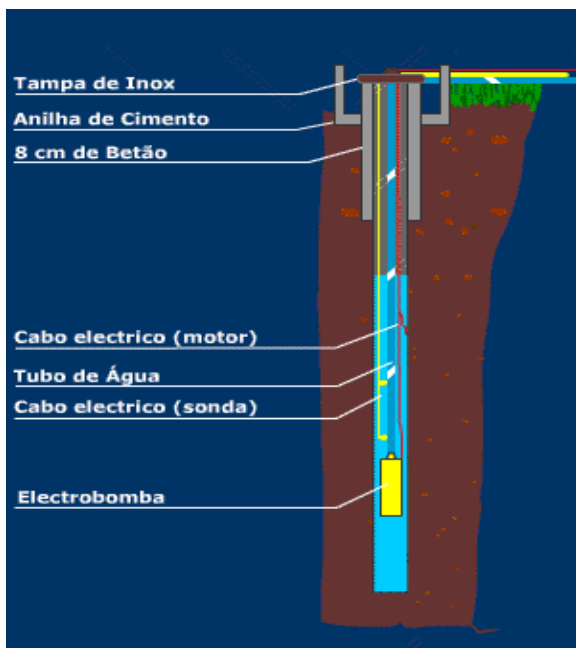 Tampa de Inox
Anilha de Cimento
8 cm de Betão
Cabo electrico (motor)
Tubo de Água
Cabo electrico (sonda)
Electrobomba